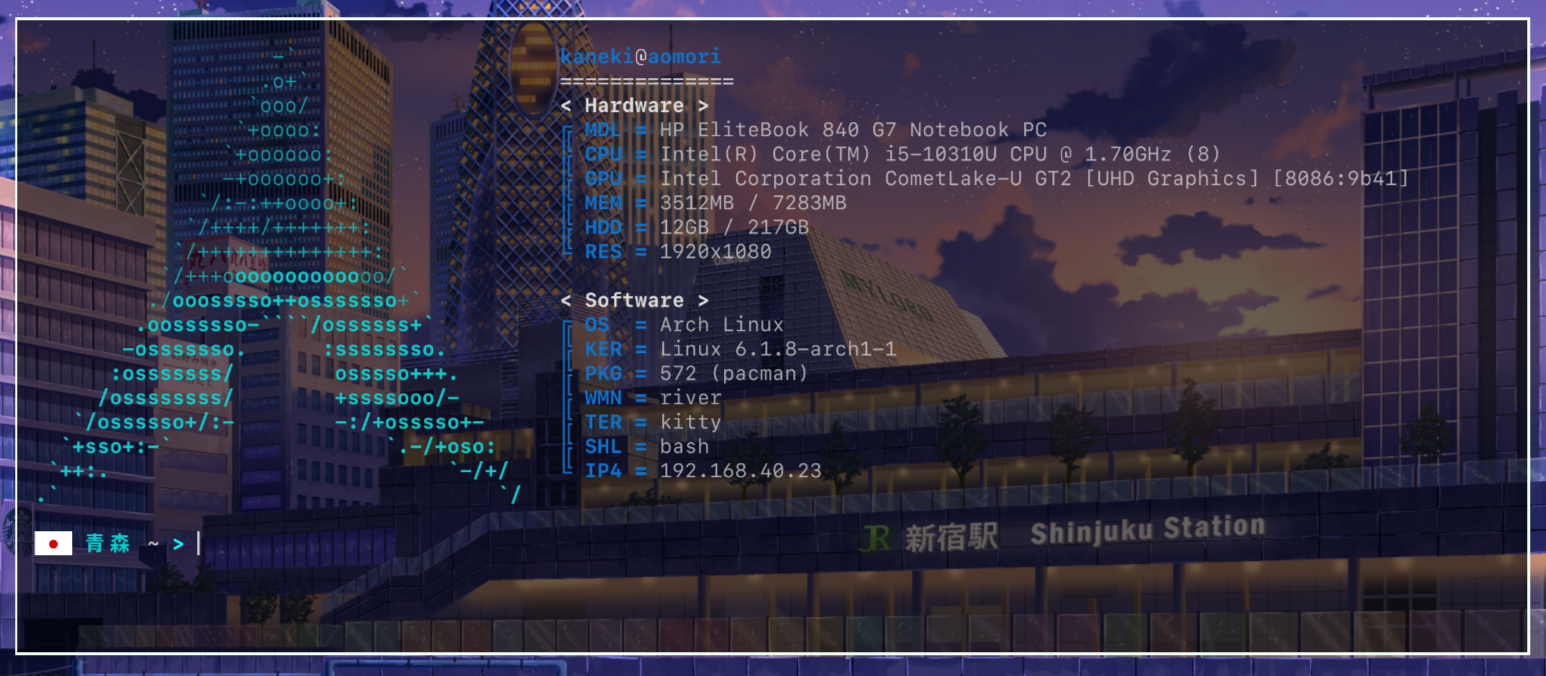 kaneki@aomori
==============
< Hardware >
MDL = HP EliteBook 840 G7 Notebook PC
CPU = Intel(R) Core(TM) i5-10310U CPU @ 1.70GHz (8)
GPU = Intel Corporation CometLake-U GT2 [UHD Graphics] [8086:9b41]
MEM = 3512MB / 7283MB
HDD = 12GB / 217GB
RES = 1920x1080
MYLORD
< Software >
OS = Arch Linux
KER = Linux 6.1.8-arch1-1
PKG = 572 (pacman)
WMN = river
TER = kitty
SHL = bash
IP4 = 192.168.40.23
JR 新宿駅 Shinjuku Station
青森 ~ >